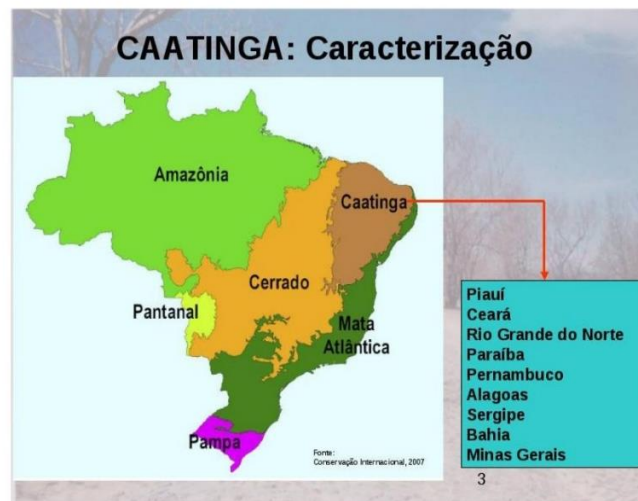 CAATINGA: Caracterização
Amazônia
Caatinga
Cerrado
Pantanal
Mata
Atlântica
Pampa
Fonte:
Conservação Internacional, 2007
Piauí
Ceará
Rio Grande do Norte
Paraíba
Pernambuco
Alagoas
Sergipe
Bahia
Minas Gerais
3